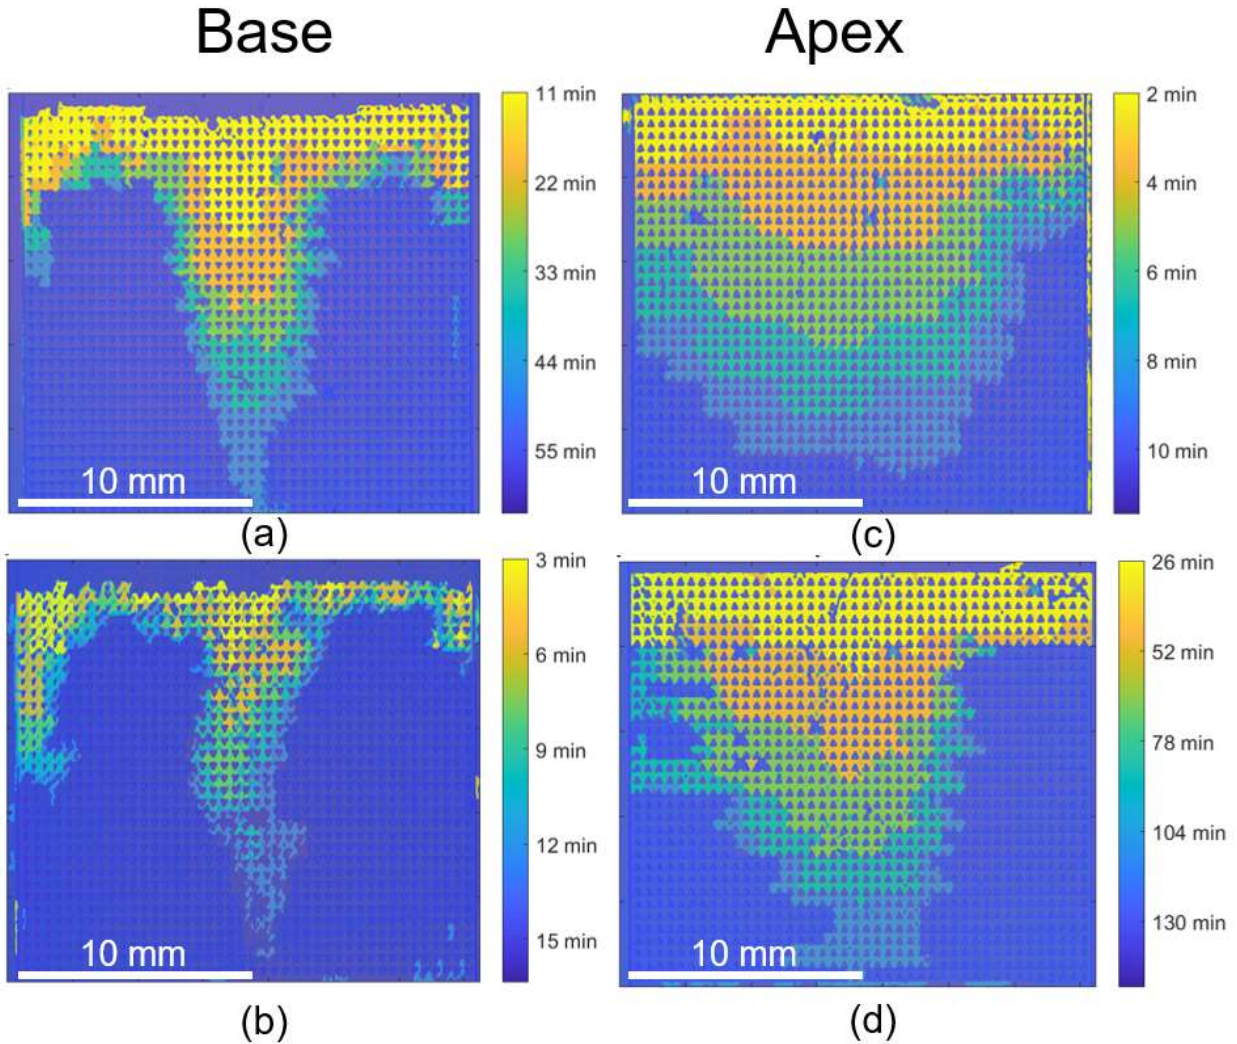 Base
Apex
11 min
22 min
33 min
44 min
55 min
10 mm
(a)
2 min
4 min
6 min
8 min
10 min
10 mm
(c)
3 min
6 min
9 min
12 min
15 min
10 mm
(b)
26 min
52 min
78 min
104 min
130 min
10 mm
(d)